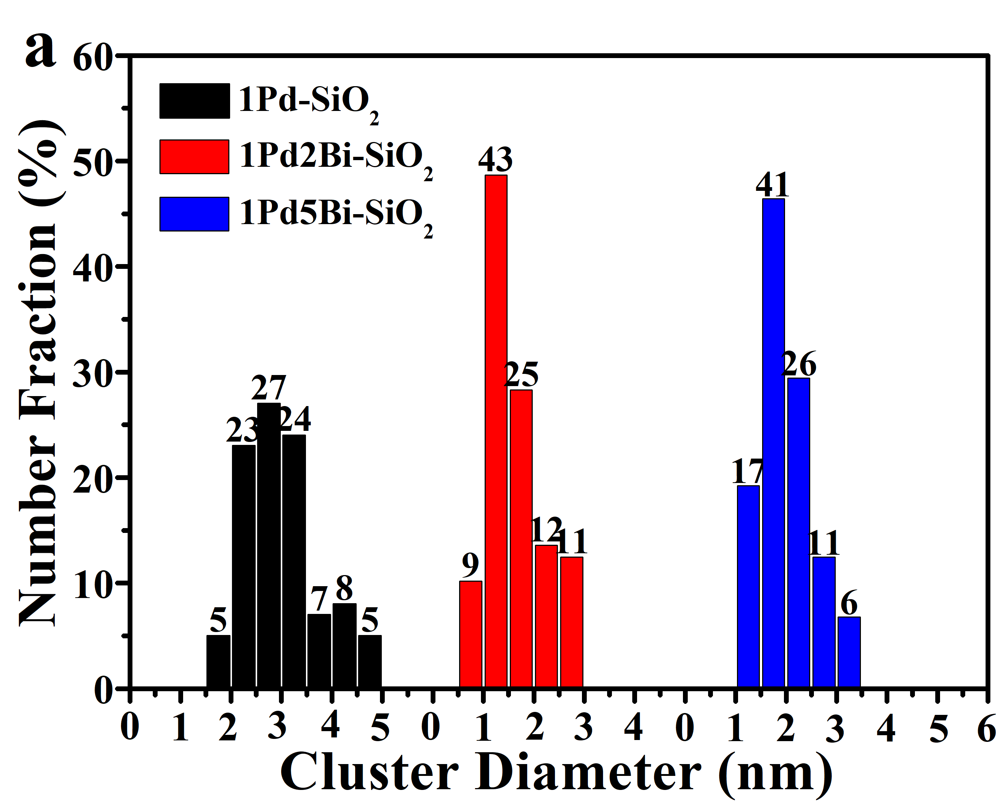 a
60
50
40
30
20
10
0
Number Fraction (%)
1Pd-SiO₂
1Pd2Bi-SiO₂
1Pd5Bi-SiO₂
5 23 27 24 7 8 5
9 43 25 12 11
17 41 26 11 6
0 1 2 3 4 5 0 1 2 3 4 0 1 2 3 4 5 6
Cluster Diameter (nm)